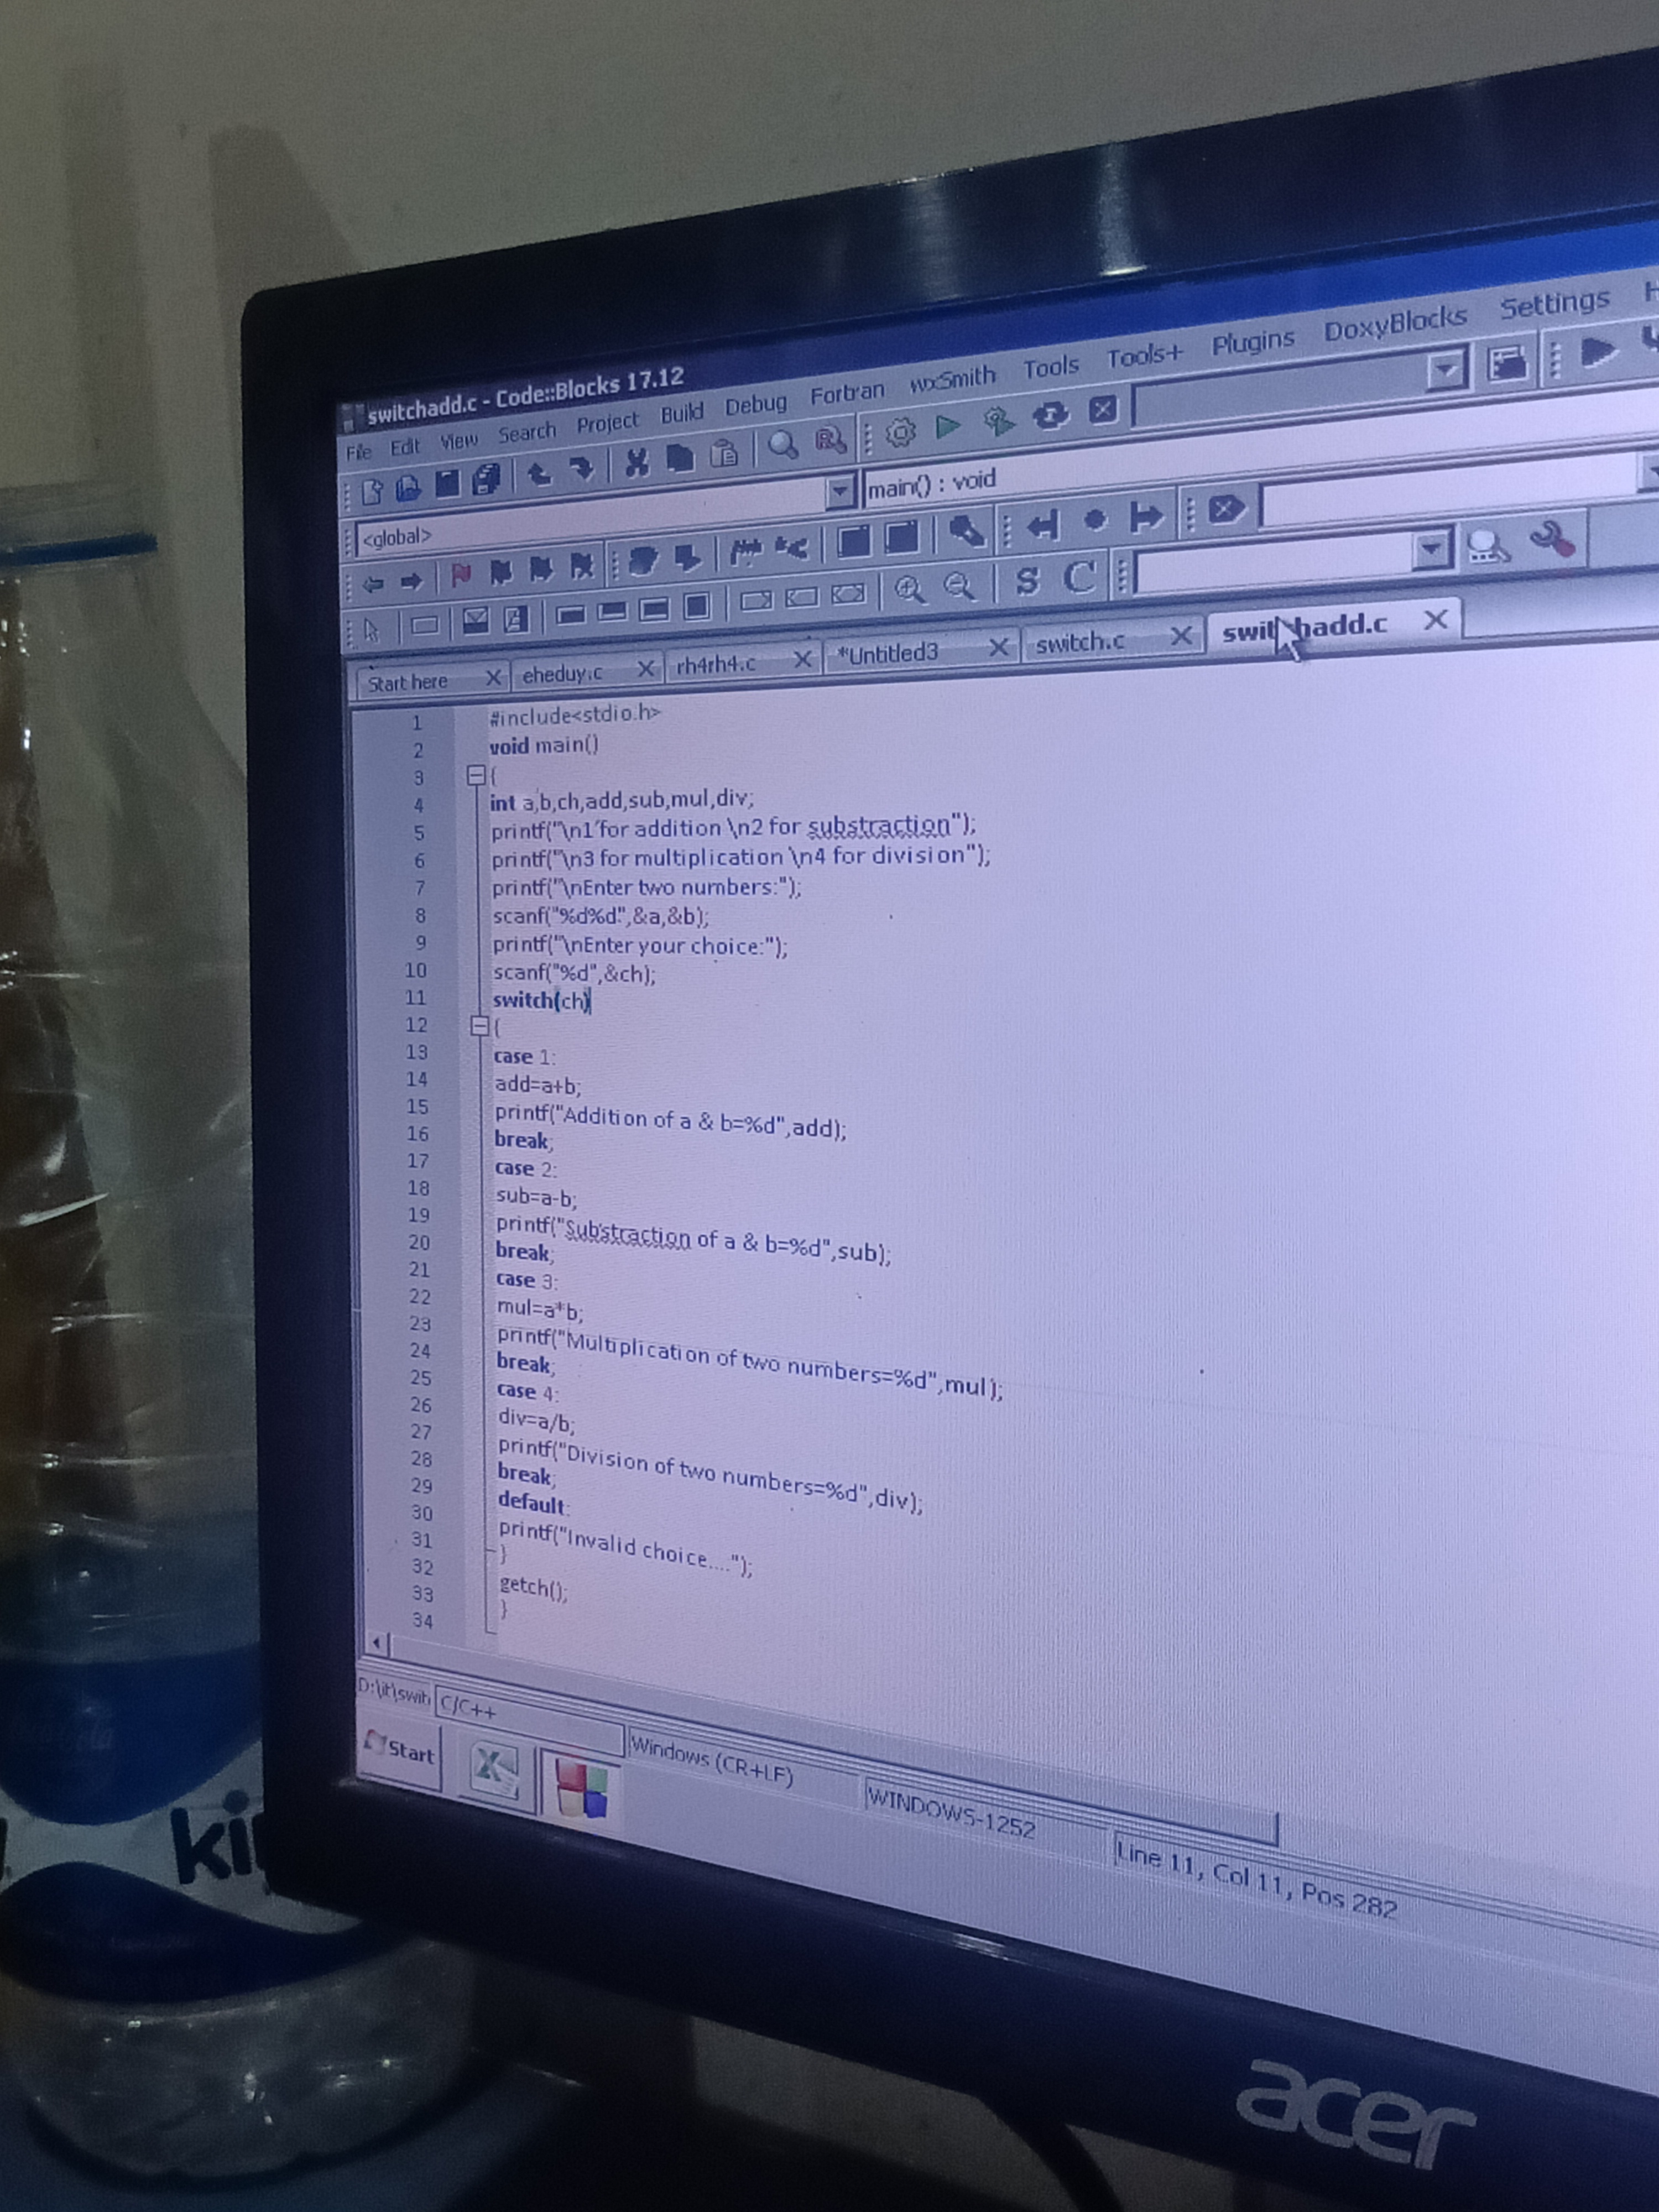 switchadd.c - Code::Blocks 17.12
File Edit View Search Project Build Debug Fortran wxSmith Tools Tools+ Plugins DoxyBlocks Settings
<global>
main() : void
S C
Start here eheduy.c rh4rh4.c *Untitled3 switch.c switchadd.c
1 #include<stdio.h>
2 void main()
3 {
4 int a,b,ch,add,sub,mul,div;
5 printf("\n1 for addition \n2 for substraction");
6 printf("\n3 for multiplication \n4 for division");
7 printf("\nEnter two numbers:");
8 scanf("%d%d",&a,&b);
9 printf("\nEnter your choice:");
10 scanf("%d",&ch);
11 switch(ch)
12 {
13 case 1:
14 add=a+b;
15 printf("Addition of a & b=%d",add);
16 break;
17 case 2:
18 sub=a-b;
19 printf("Substraction of a & b=%d",sub);
20 break;
21 case 3:
22 mul=a*b;
23 printf("Multiplication of two numbers=%d",mul);
24 break;
25 case 4:
26 div=a/b;
27 printf("Division of two numbers=%d",div);
28 break;
29 default:
30 printf("Invalid choice....");
31 }
32 getch();
33 }
34
D:\it\swit C/C++ Windows (CR+LF) WINDOWS-1252 Line 11, Col 11, Pos 282
Start
acer